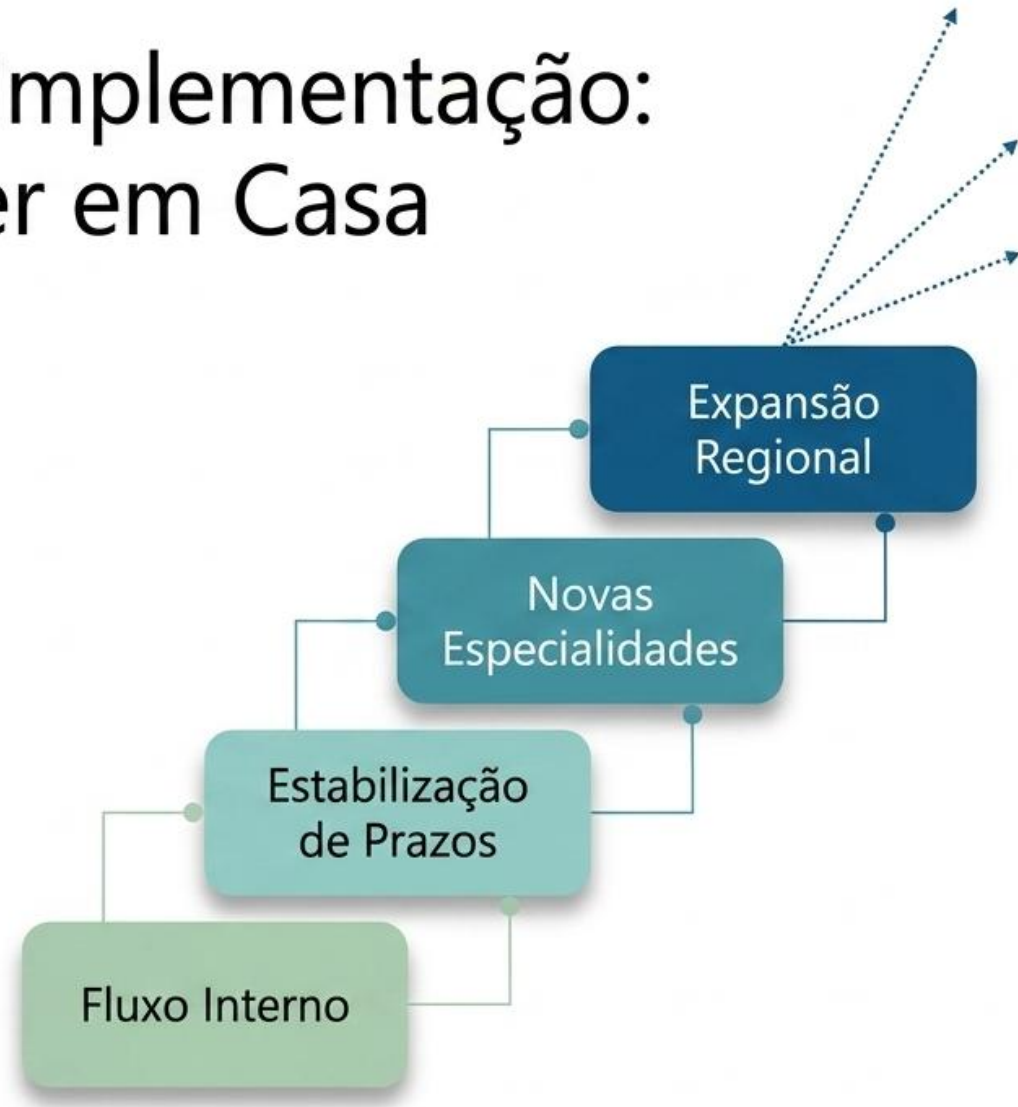 mplementação:
er em Casa
Expansão
Regional
Novas
Especialidades
Estabilização
de Prazos
Fluxo Interno